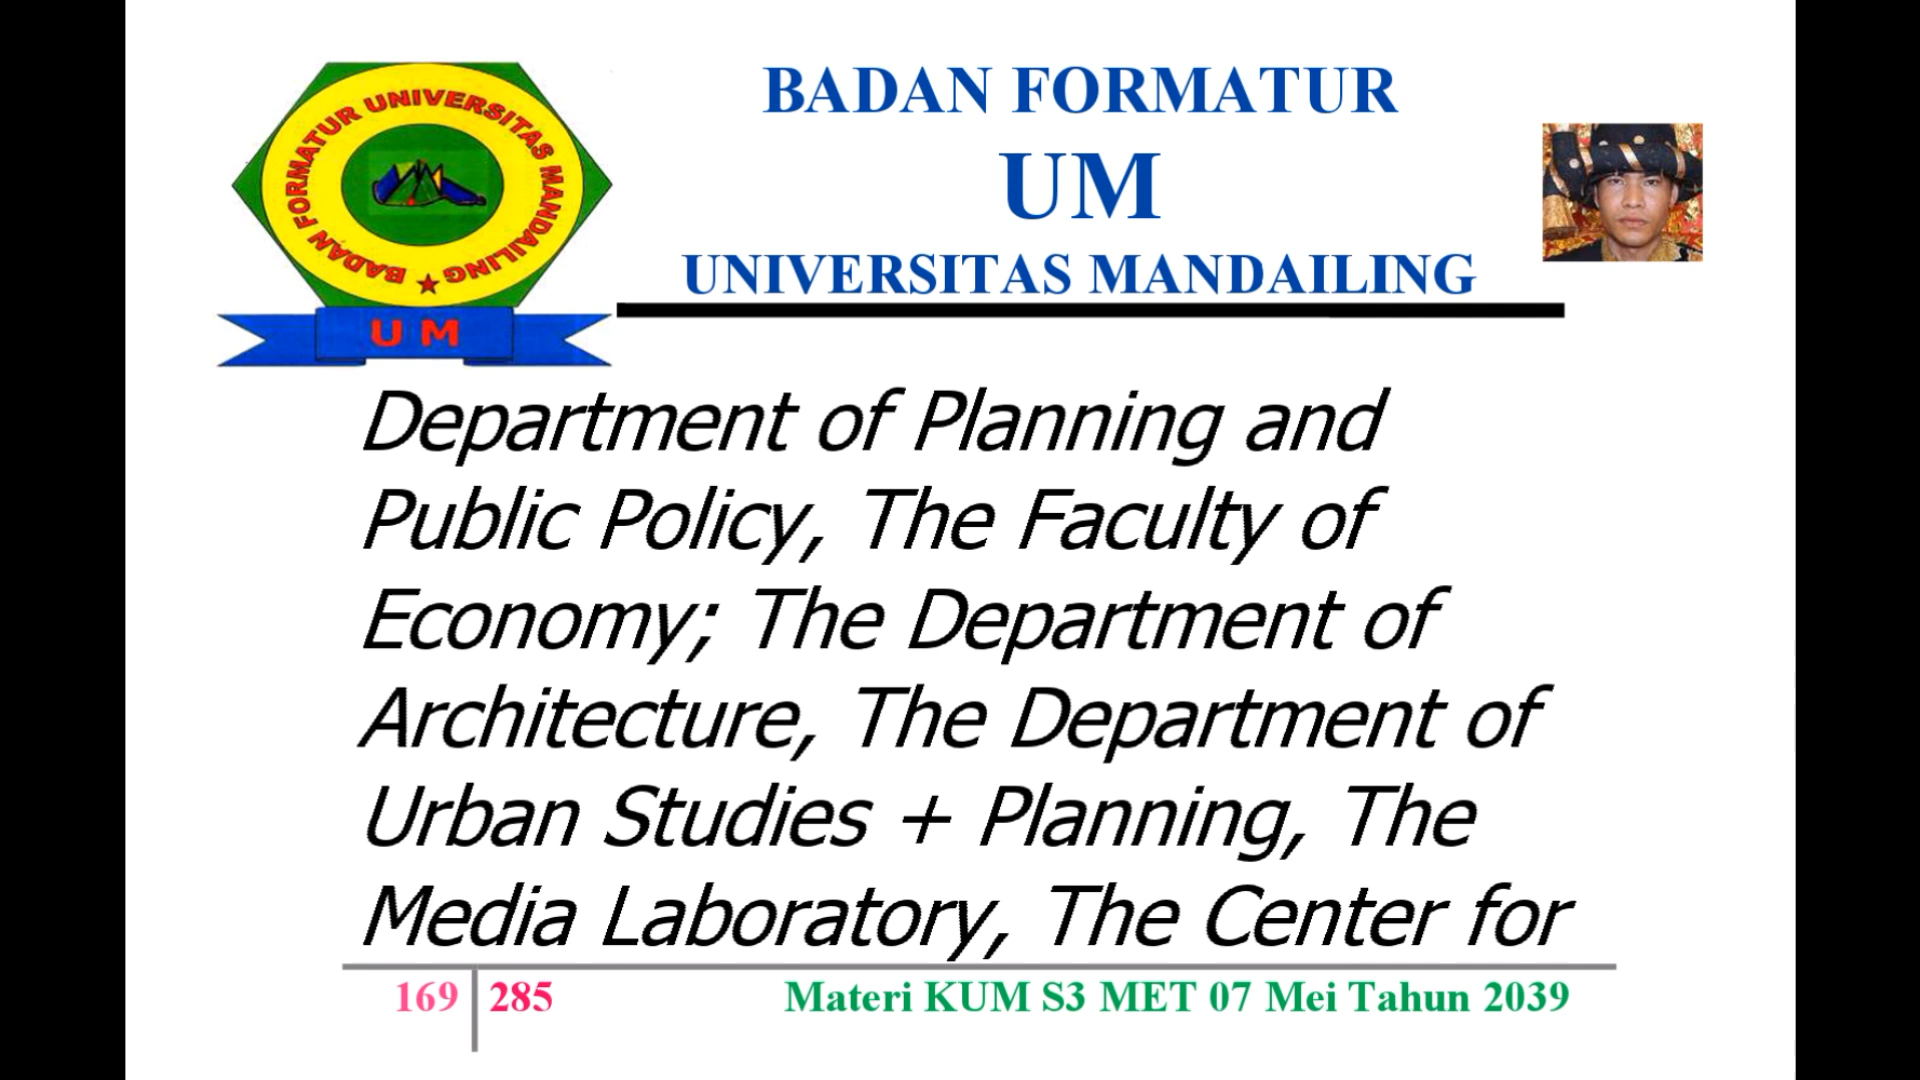 BADAN FORMATUR UNIVERSITAS MANDAILING
U M
BADAN FORMATUR
UM
UNIVERSITAS MANDAILING
Department of Planning and
Public Policy, The Faculty of
Economy; The Department of
Architecture, The Department of
Urban Studies + Planning, The
Media Laboratory, The Center for
169 285 Materi KUM S3 MET 07 Mei Tahun 2039